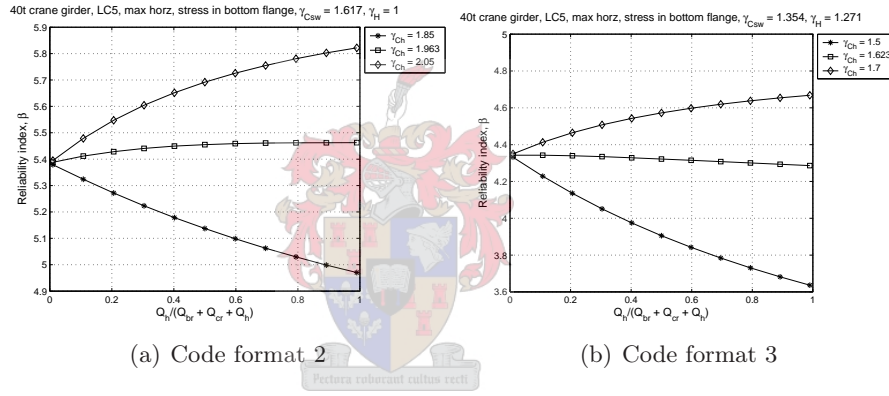 40t crane girder, LC5, max horz, stress in bottom flange, γCsw = 1.617, γH = 1
5.9
5.8
5.7
5.6
5.5
5.4
5.3
5.2
5.1
5
4.9
Reliability index, β
0 0.2 0.4 0.6 0.8 1
Qh/(Qbr + Qcr + Qh)
γCh = 1.85
γCh = 1.963
γCh = 2.05
(a) Code format 2
40t crane girder, LC5, max horz, stress in bottom flange, γCsw = 1.354, γH = 1.271
5
4.8
4.6
4.4
4.2
4
3.8
3.6
Reliability index, β
0 0.2 0.4 0.6 0.8 1
Qh/(Qbr + Qcr + Qh)
γCh = 1.5
γCh = 1.623
γCh = 1.7
(b) Code format 3
Pectora roborant cultus recti